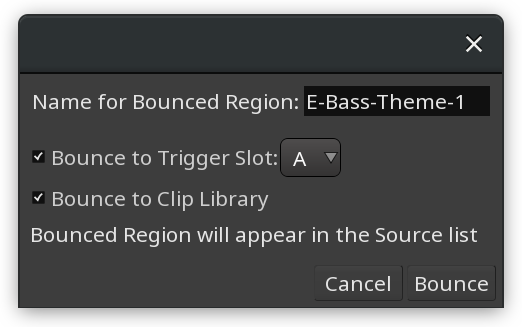 Name for Bounced Region: E-Bass-Theme-1
Bounce to Trigger Slot: A
Bounce to Clip Library
Bounced Region will appear in the Source list
Cancel Bounce